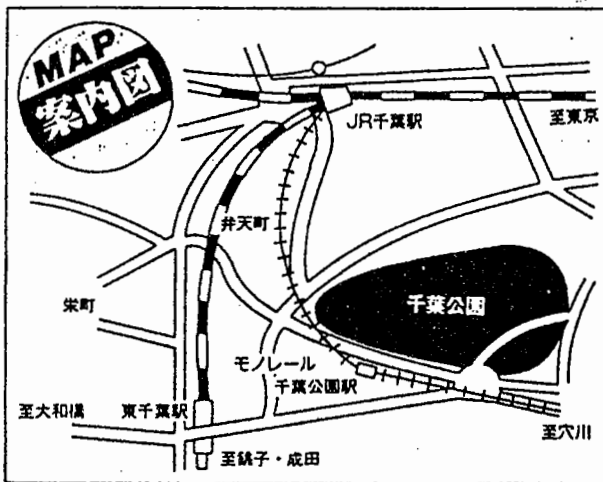 MAP
案内図
JR千葉駅
至東京
弁天町
千葉公園
栄町
モノレール
千葉公園駅
至大和橋
東千葉駅
至穴川
至銚子・成田